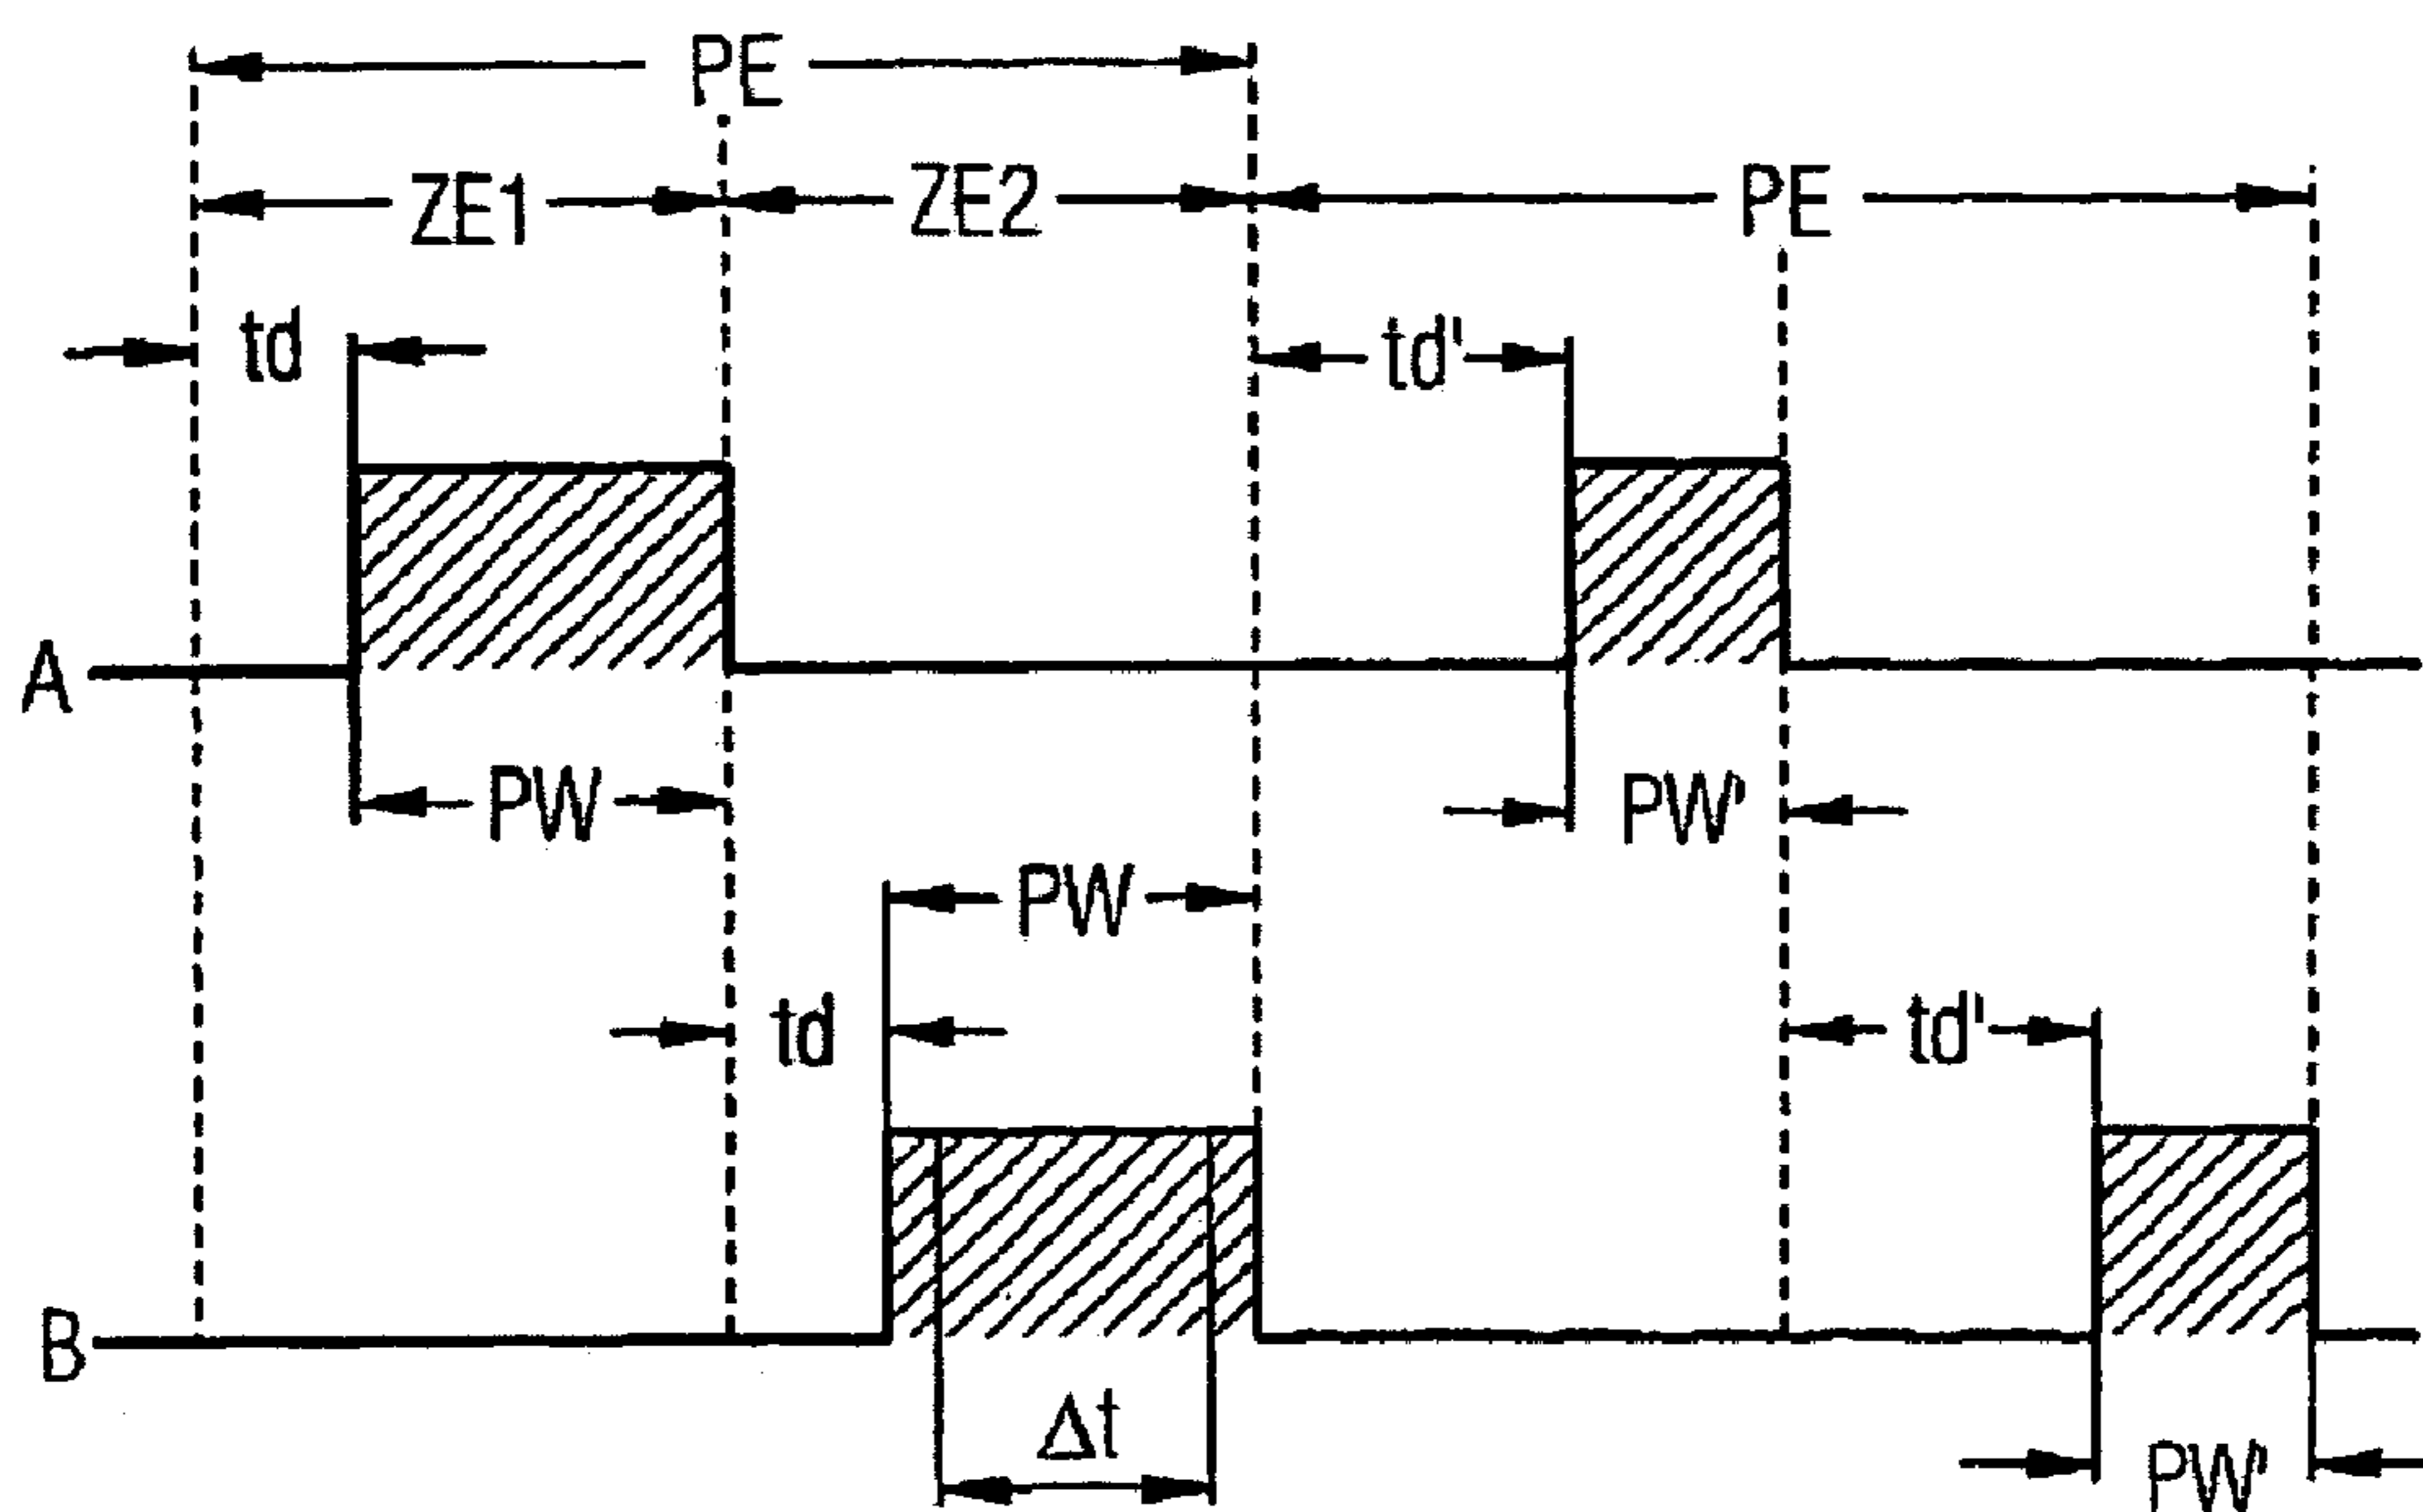 PE
ZE1 ZE2 PE
td td'
A
PW PW'
PW
td td'
B
Δt
PW'